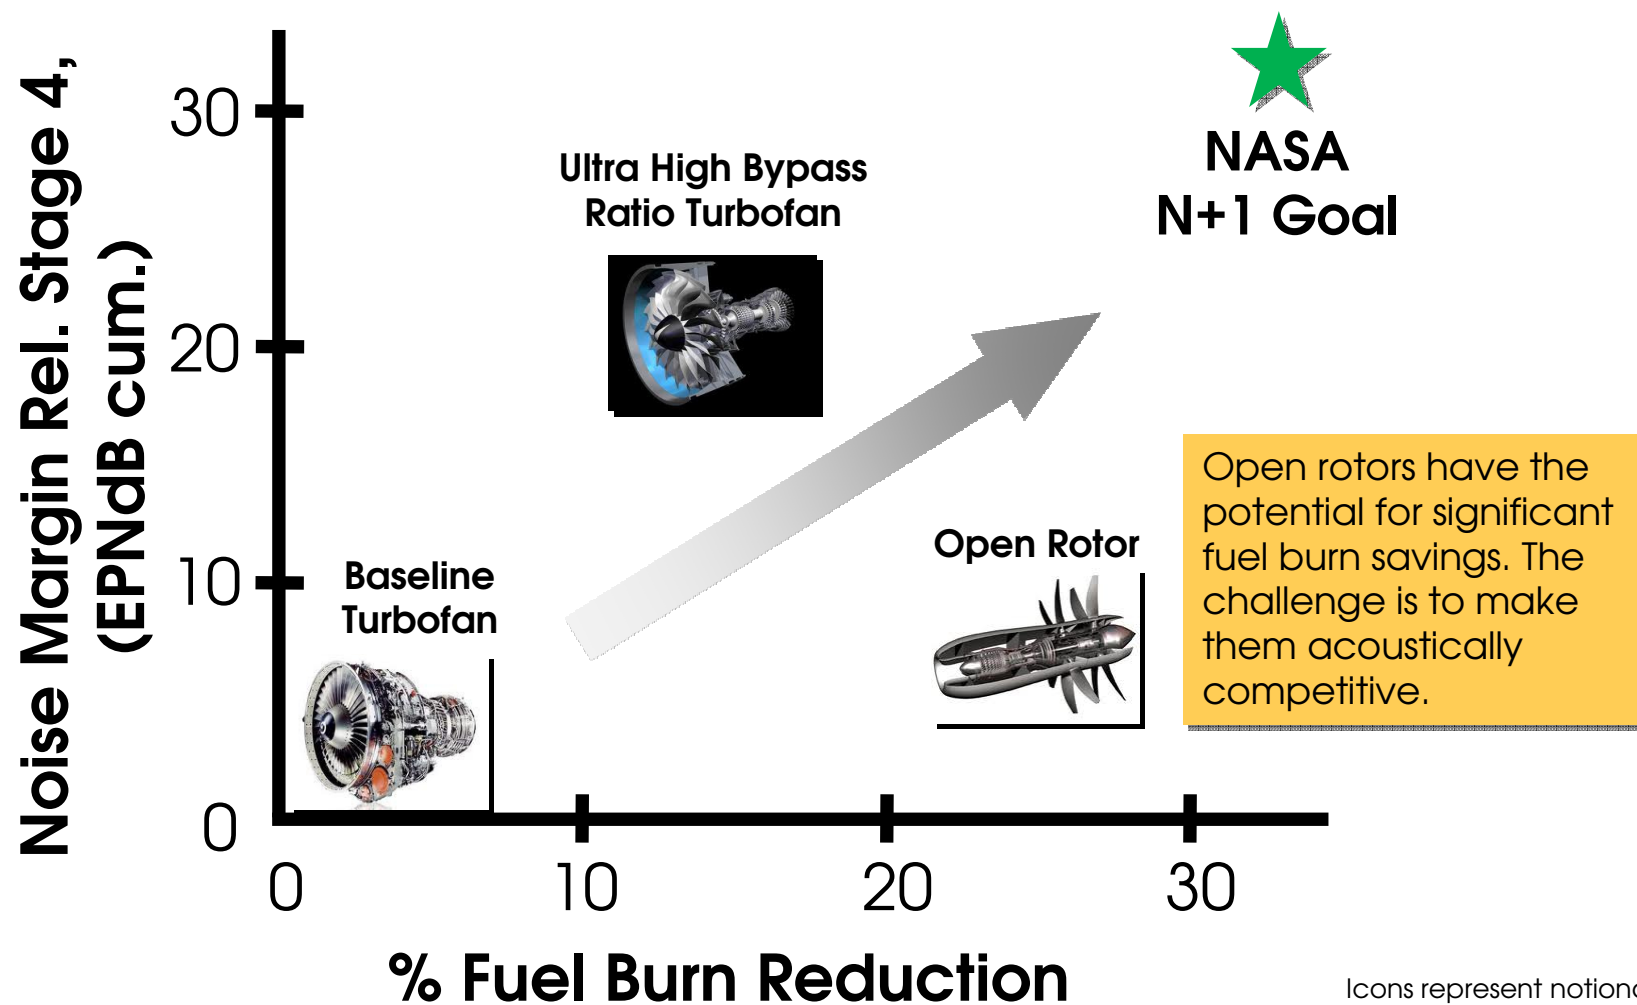 Noise Margin Rel. Stage 4,
(EPNdB cum.)
30
20
10
0
0
10
20
30
% Fuel Burn Reduction
Ultra High Bypass
Ratio Turbofan
NASA
N+1 Goal
Baseline
Turbofan
Open Rotor
Open rotors have the
potential for significant
fuel burn savings. The
challenge is to make
them acoustically
competitive.
Icons represent